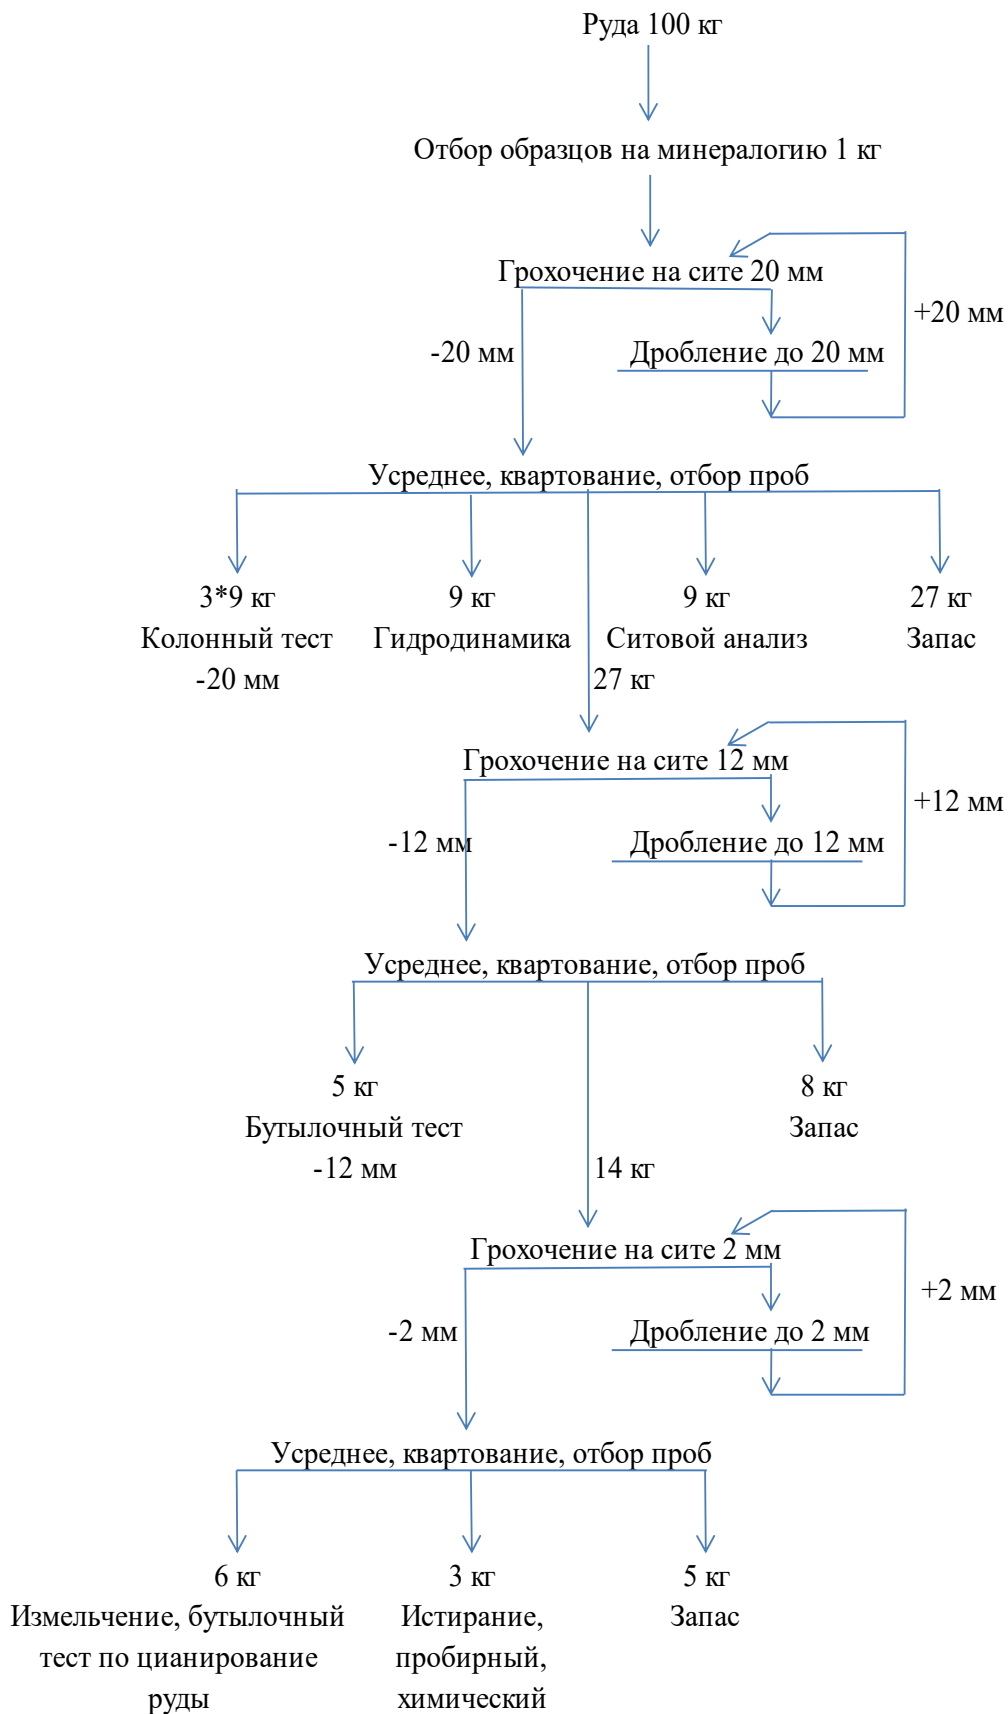 Руда 100 кг
Отбор образцов на минералогию 1 кг
Грохочение на сите 20 мм
+20 мм
-20 мм
Дробление до 20 мм
Усреднее, квартование, отбор проб
3*9 кг
Колонный тест
-20 мм
9 кг
Гидродинамика
9 кг
Ситовой анализ
27 кг
Запас
27 кг
Грохочение на сите 12 мм
+12 мм
-12 мм
Дробление до 12 мм
Усреднее, квартование, отбор проб
5 кг
Бутылочный тест
-12 мм
8 кг
Запас
14 кг
Грохочение на сите 2 мм
+2 мм
-2 мм
Дробление до 2 мм
Усреднее, квартование, отбор проб
6 кг
Измельчение, бутылочный
тест по цианирование
руды
3 кг
Истирание,
пробирный,
химический
5 кг
Запас